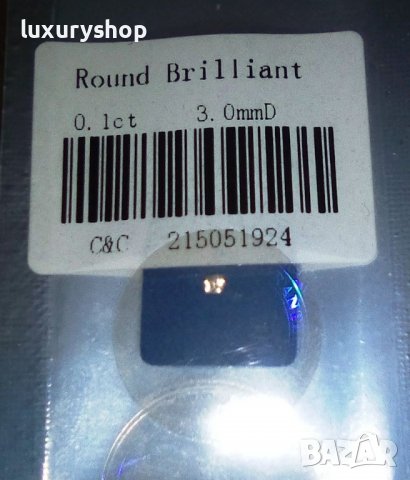 luxuryshop
Round Brilliant
0.1ct 3.0mmD
C&C 215051924
BAZAR